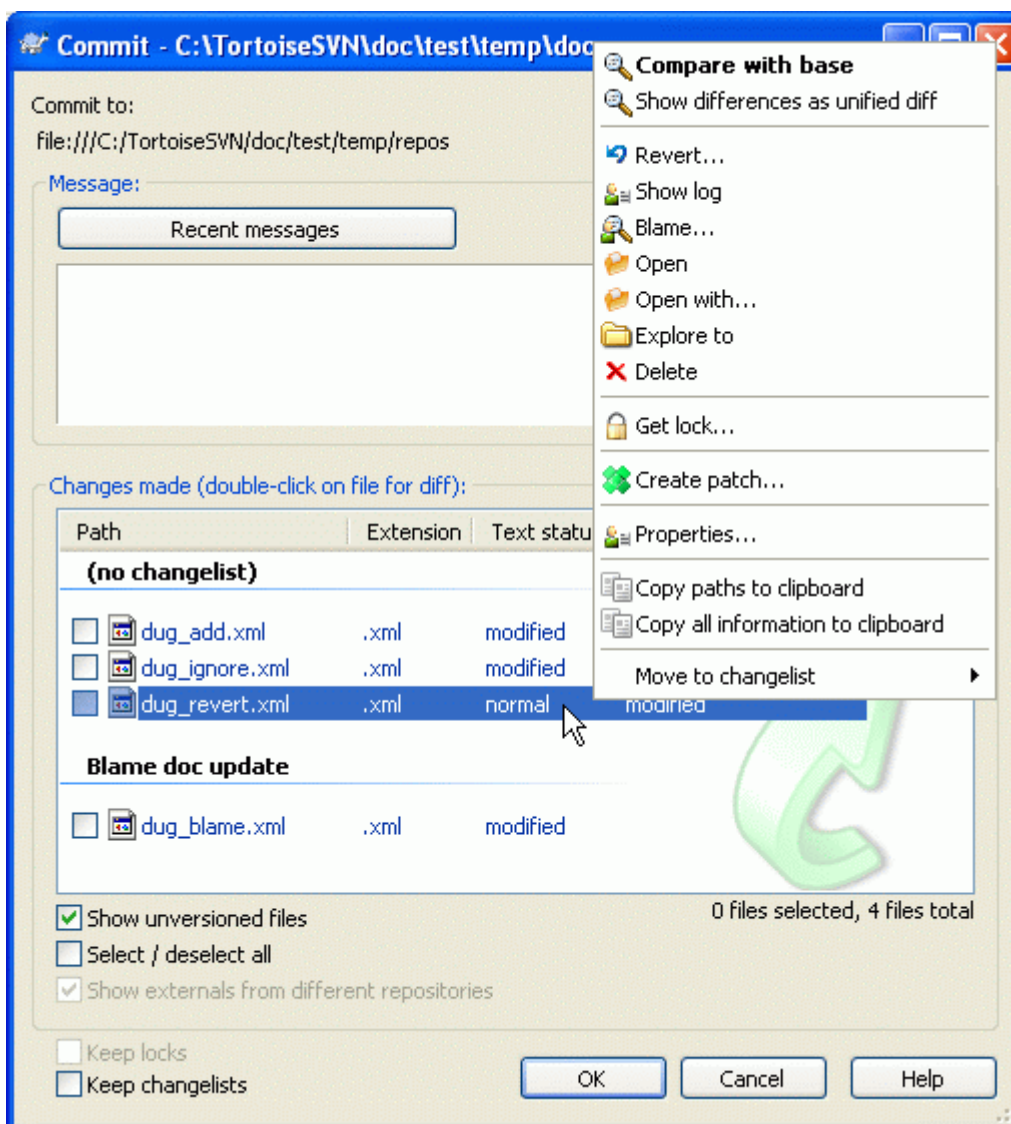 Commit - C:\TortoiseSVN\doc\test\temp\doc
Commit to:
file:///C:/TortoiseSVN/doc/test/temp/repos
Message:
Recent messages
Compare with base
Show differences as unified diff
Revert...
Show log
Blame...
Open
Open with...
Explore to
Delete
Get lock...
Create patch...
Properties...
Copy paths to clipboard
Copy all information to clipboard
Move to changelist
Changes made (double-click on file for diff):
Path Extension Text statu
(no changelist)
dug_add.xml .xml modified
dug_ignore.xml .xml modified
dug_revert.xml .xml normal modified
Blame doc update
dug_blame.xml .xml modified
0 files selected, 4 files total
Show unversioned files
Select / deselect all
Show externals from different repositories
Keep locks
Keep changelists
OK Cancel Help